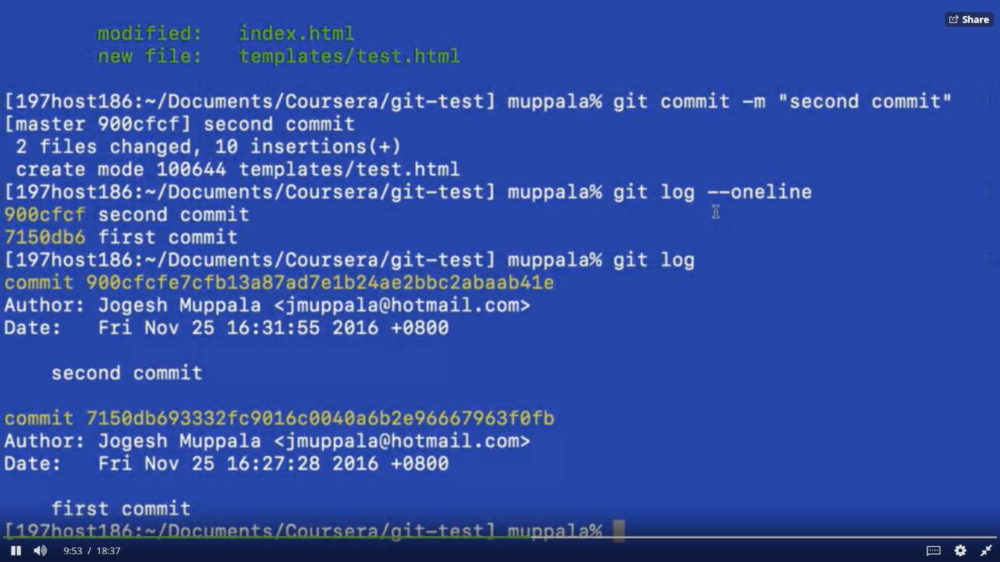 Share
modified: index.html
new file: templates/test.html
[197host186:~/Documents/Coursera/git-test] muppala% git commit -m "second commit"
[master 900cfcf] second commit
2 files changed, 10 insertions(+)
create mode 100644 templates/test.html
[197host186:~/Documents/Coursera/git-test] muppala% git log --oneline
900cfcf second commit
7150db6 first commit
[197host186:~/Documents/Coursera/git-test] muppala% git log
commit 900cfcfe7cfb13a87ad7e1b24ae2bbc2abaab41e
Author: Jogesh Muppala <jmuppala@hotmail.com>
Date: Fri Nov 25 16:31:55 2016 +0800
second commit
commit 7150db693332fc9016c0040a6b2e96667963f0fb
Author: Jogesh Muppala <jmuppala@hotmail.com>
Date: Fri Nov 25 16:27:28 2016 +0800
first commit
[197host186:~/Documents/Coursera/git-test] muppala%
9:53 / 18:37